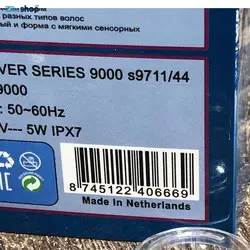 shop
разных типов волос
ый и форма с мягкими сенсорных
VER SERIES 9000 s9711/44
9000
: 50~60Hz
V--- 5W IPX7
8 745122 406669
Made in Netherlands